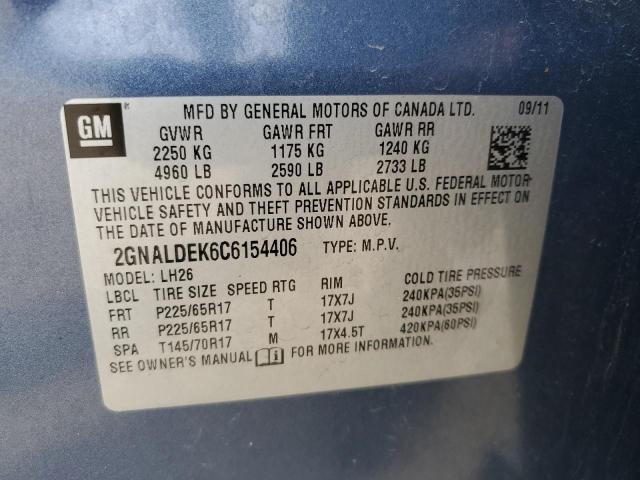 GM
MFD BY GENERAL MOTORS OF CANADA LTD. 09/11
GVWR GAWR FRT GAWR RR
2250 KG 1175 KG 1240 KG
4960 LB 2590 LB 2733 LB
THIS VEHICLE CONFORMS TO ALL APPLICABLE U.S. FEDERAL MOTOR
VEHICLE SAFETY AND THEFT PREVENTION STANDARDS IN EFFECT ON
THE DATE OF MANUFACTURE SHOWN ABOVE.
2GNALDEK6C6154406 TYPE: M.P.V.
MODEL: LH26
LBCL TIRE SIZE SPEED RTG RIM COLD TIRE PRESSURE
FRT P225/65R17 T 17X7J 240KPA(35PSI)
RR P225/65R17 T 17X7J 240KPA(35PSI)
SPA T145/70R17 M 17X4.5T 420KPA(60PSI)
SEE OWNER'S MANUAL FOR MORE INFORMATION.